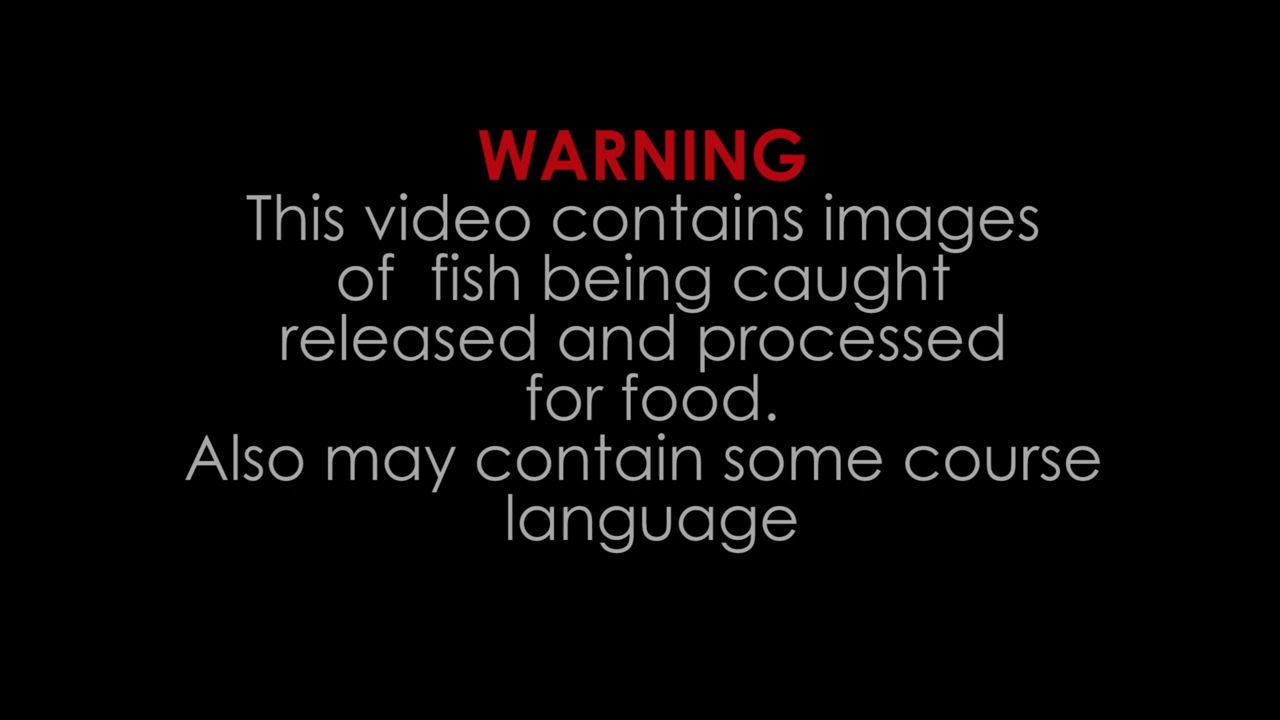 WARNING
This video contains images
of  fish being caught
released and processed
for food.
Also may contain some course
language